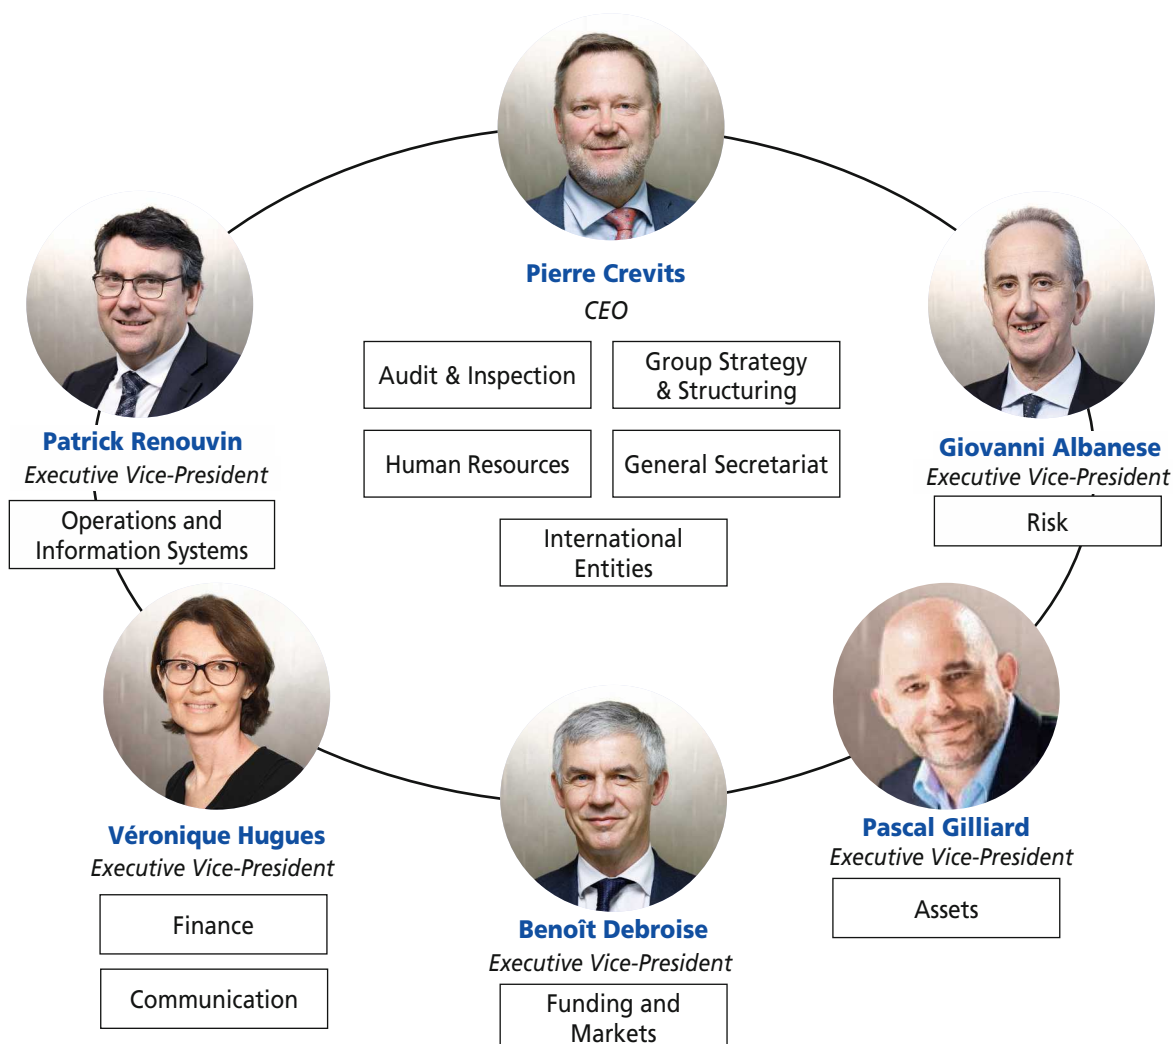 Pierre Crevits
CEO
Audit & Inspection
Group Strategy
& Structuring
Human Resources
General Secretariat
International
Entities
Patrick Renouvin
Executive Vice-President
Operations and
Information Systems
Giovanni Albanese
Executive Vice-President
Risk
Véronique Hugues
Executive Vice-President
Finance
Communication
Benoît Debroise
Executive Vice-President
Funding and
Markets
Pascal Gilliard
Executive Vice-President
Assets